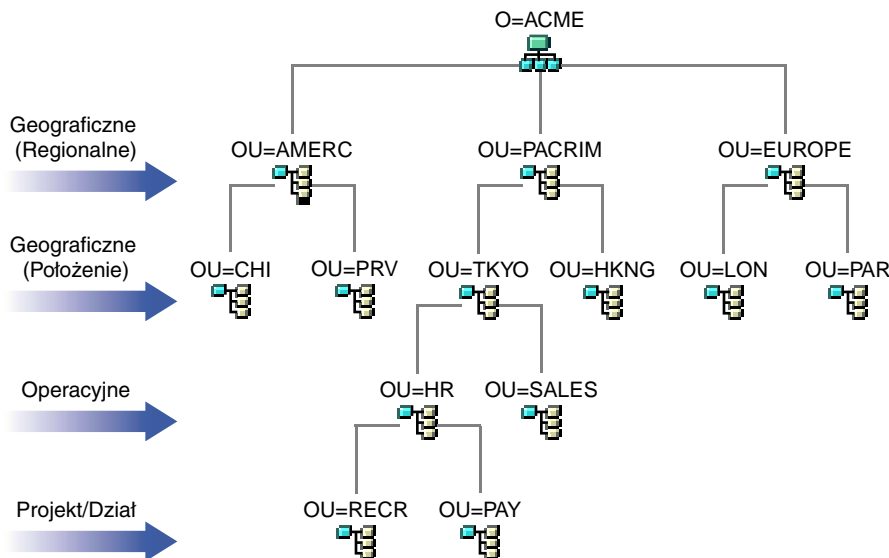 O=ACME
Geograficzne
(Regionalne)
OU=AMERC
OU=PACRIM
OU=EUROPE
Geograficzne
(Położenie)
OU=CHI
OU=PRV
OU=TKYO
OU=HKNG
OU=LON
OU=PAR
Operacyjne
OU=HR
OU=SALES
Projekt/Dział
OU=RECR
OU=PAY